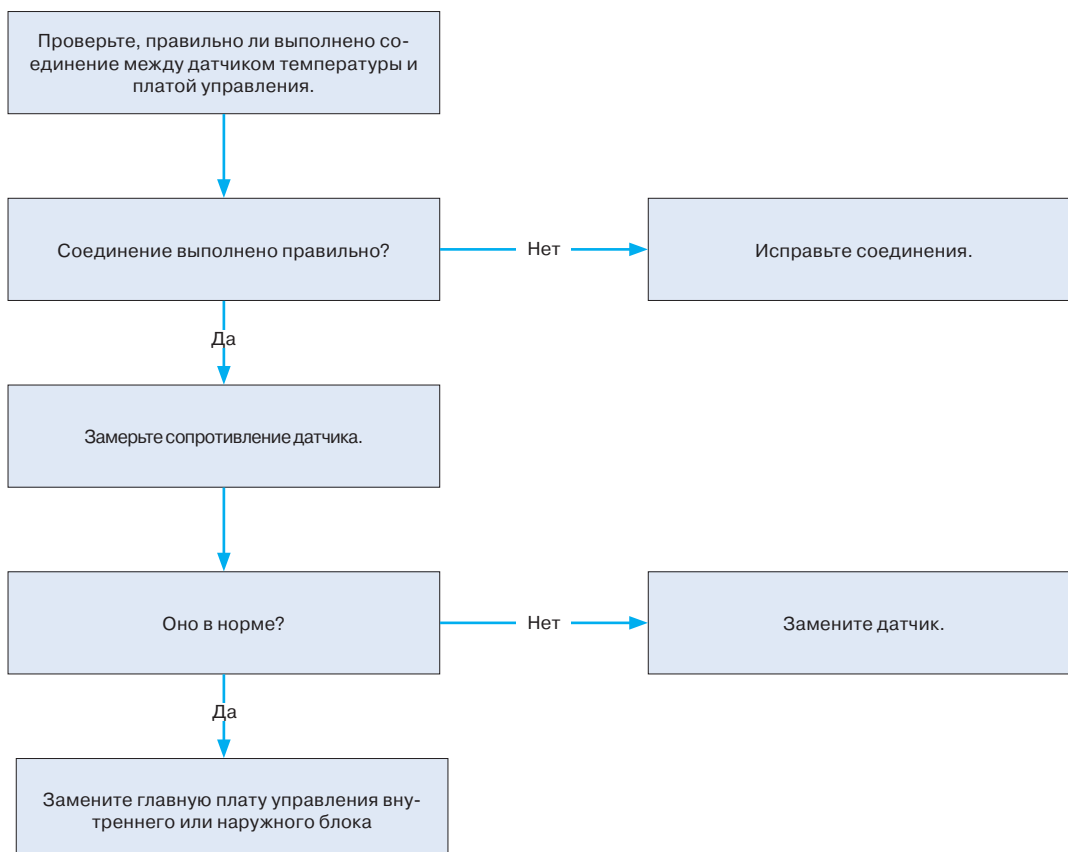 Проверьте, правильно ли выполнено со-
единение между датчиком температуры и
платой управления.
Соединение выполнено правильно?
Нет
Исправьте соединения.
Да
Замерьте сопротивление датчика.
Оно в норме?
Нет
Замените датчик.
Да
Замените главную плату управления вну-
треннего или наружного блока